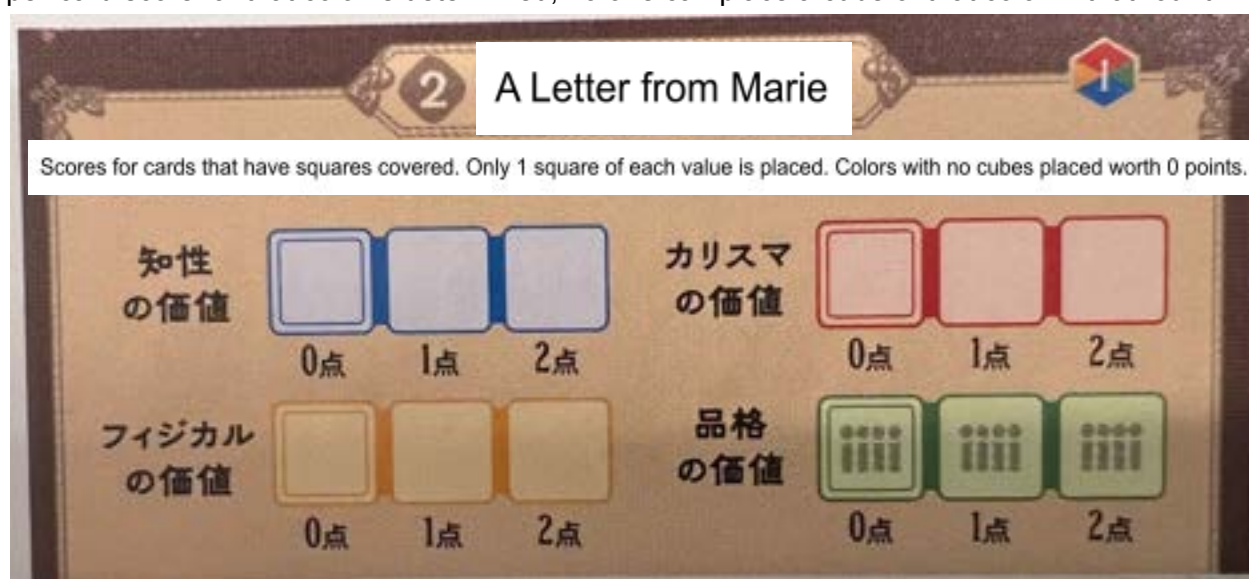 2
A Letter from Marie
1
Scores for cards that have squares covered. Only 1 square of each value is placed. Colors with no cubes placed worth 0 points.
知性
の価値
0点 1点 2点
カリスマ
の価値
0点 1点 2点
フィジカル
の価値
0点 1点 2点
品格
の価値
0点 1点 2点